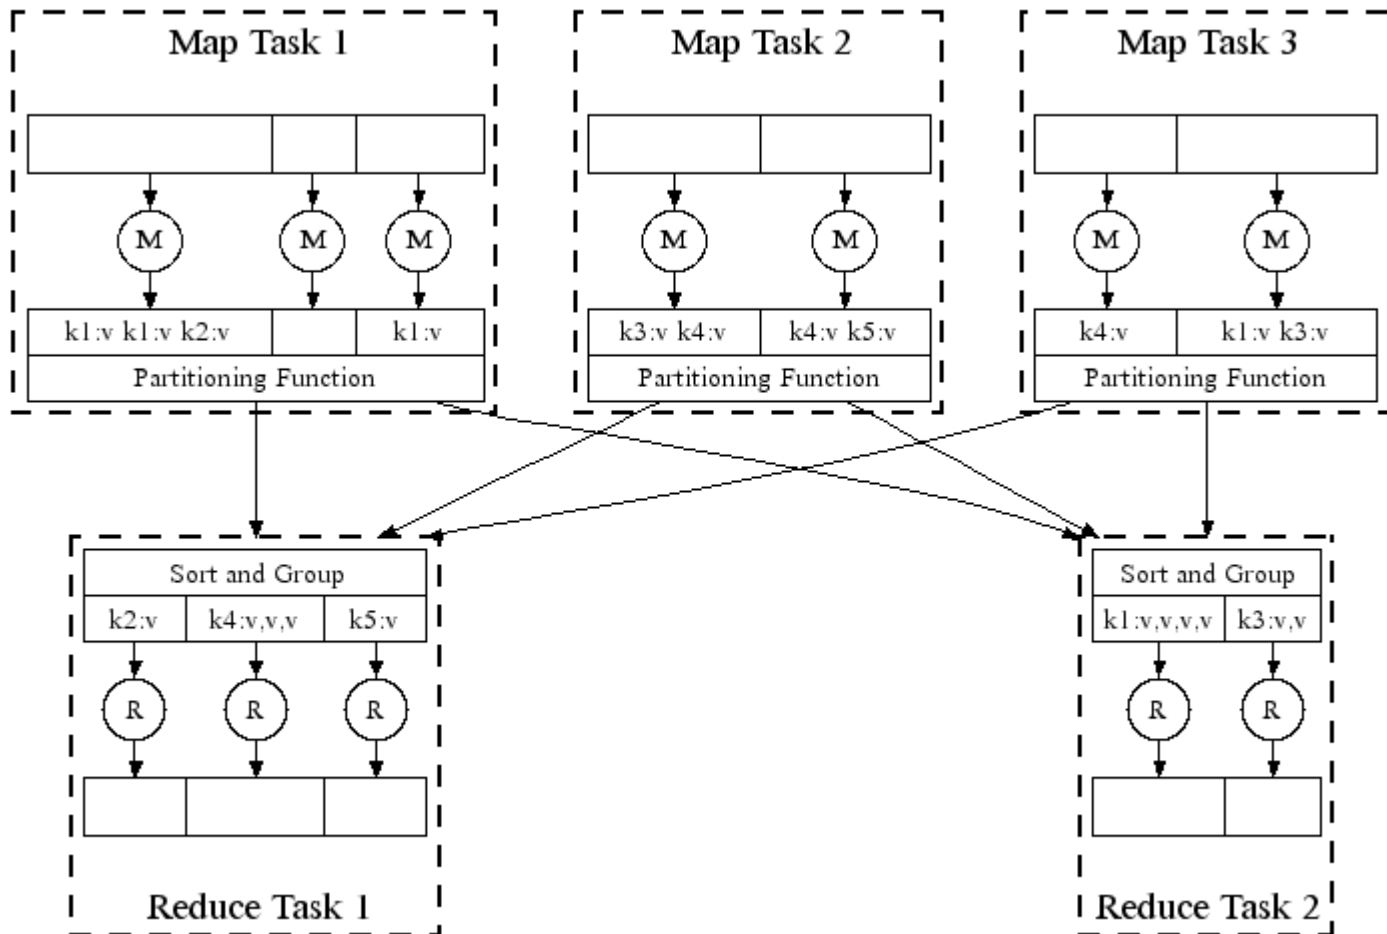 Map Task 1
Map Task 2
Map Task 3
M
M
M
M
M
M
M
k1:v k1:v k2:v
k1:v
k3:v k4:v
k4:v k5:v
k4:v
k1:v k3:v
Partitioning Function
Partitioning Function
Partitioning Function
Sort and Group
Sort and Group
k2:v
k4:v,v,v
k5:v
k1:v,v,v,v
k3:v,v
R
R
R
R
R
Reduce Task 1
Reduce Task 2